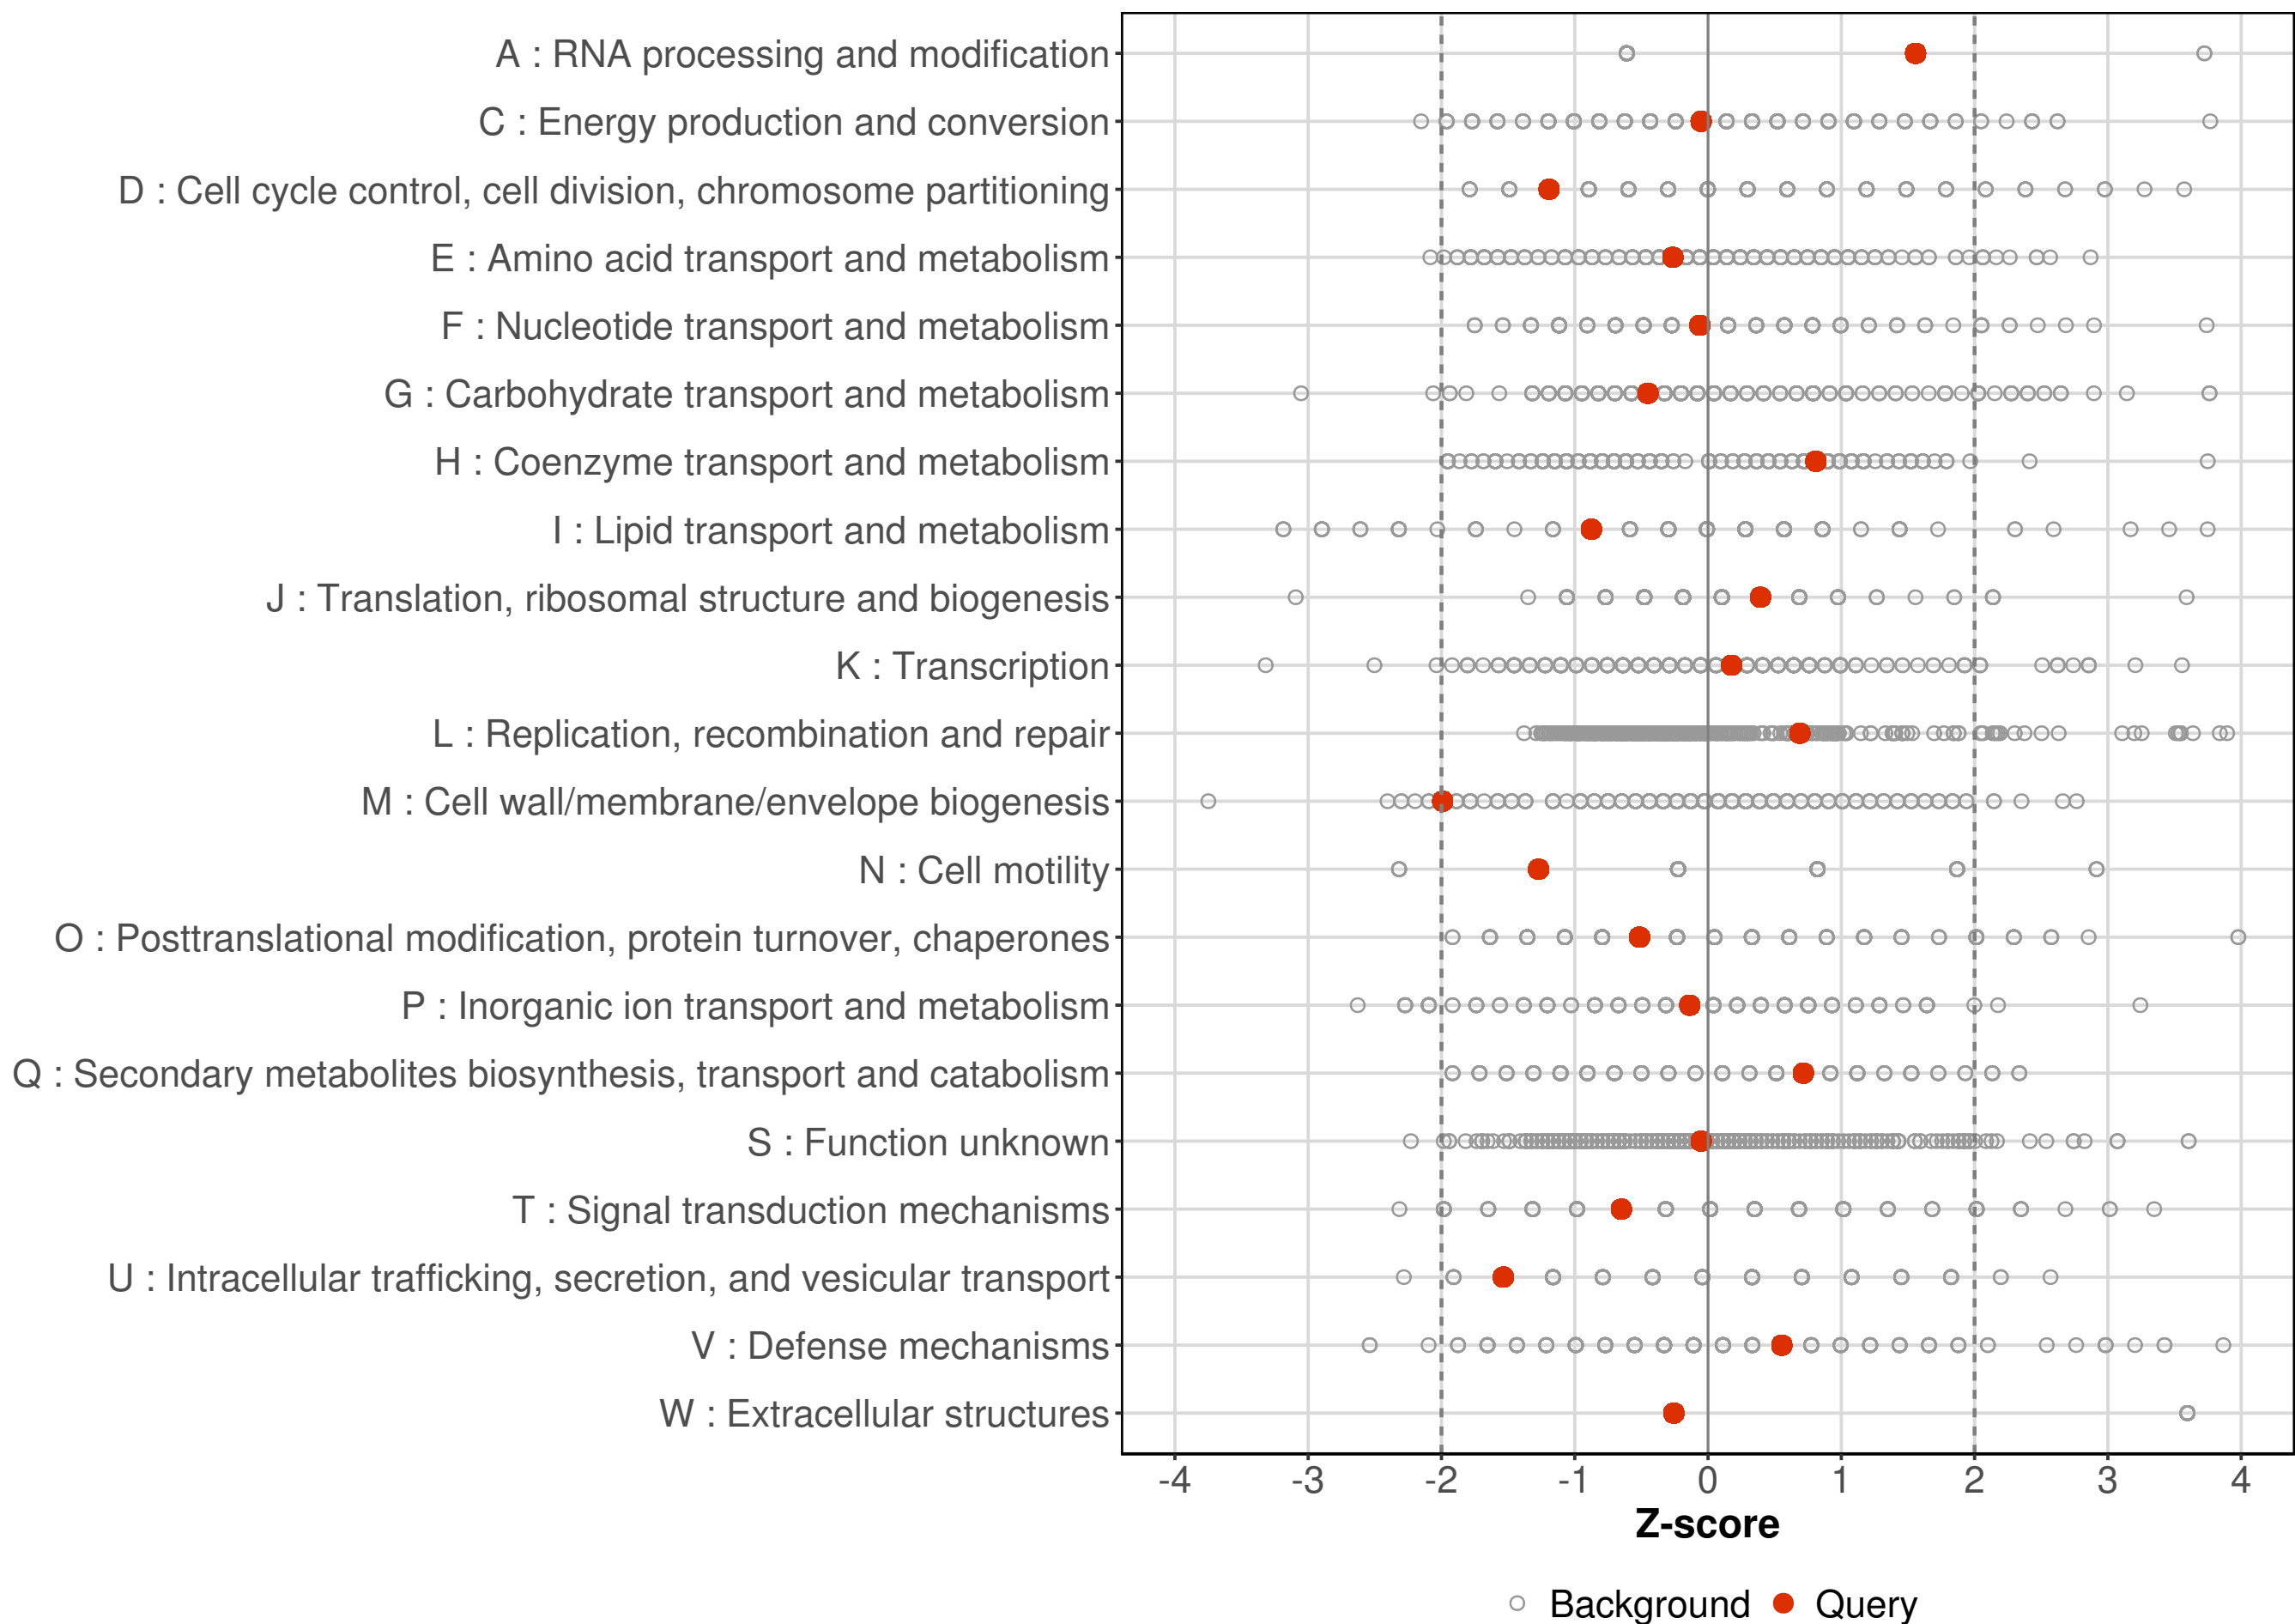 A : RNA processing and modification
C : Energy production and conversion
D : Cell cycle control, cell division, chromosome partitioning
E : Amino acid transport and metabolism
F : Nucleotide transport and metabolism
G : Carbohydrate transport and metabolism
H : Coenzyme transport and metabolism
I : Lipid transport and metabolism
J : Translation, ribosomal structure and biogenesis
K : Transcription
L : Replication, recombination and repair
M : Cell wall/membrane/envelope biogenesis
N : Cell motility
O : Posttranslational modification, protein turnover, chaperones
P : Inorganic ion transport and metabolism
Q : Secondary metabolites biosynthesis, transport and catabolism
S : Function unknown
T : Signal transduction mechanisms
U : Intracellular trafficking, secretion, and vesicular transport
V : Defense mechanisms
W : Extracellular structures
-4 -3 -2 -1 0 1 2 3 4
Z-score
Background Query